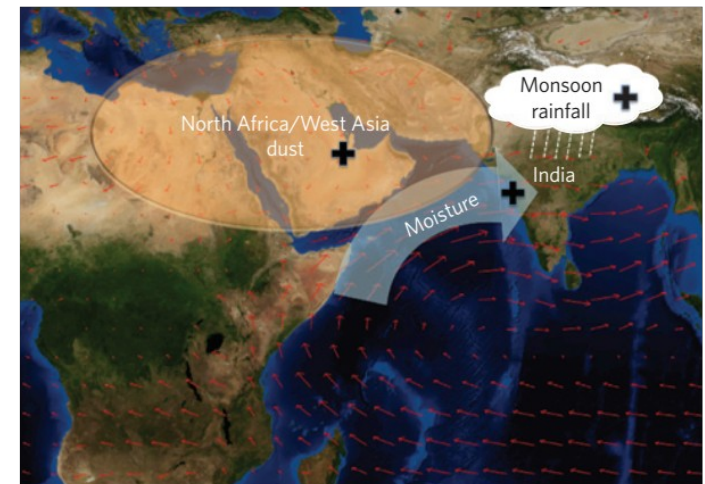 Monsoon
rainfall
North Africa/West Asia
dust
India
Moisture